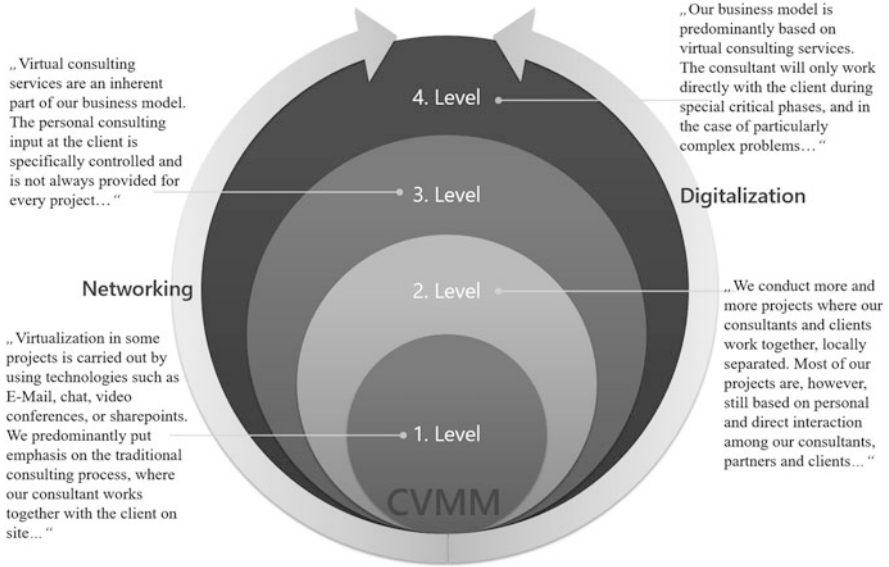 „Our business model is
predominantly based on
virtual consulting services.
The consultant will only work
directly with the client during
special critical phases, and in
the case of particularly
complex problems…“
„Virtual consulting
services are an inherent
part of our business model.
The personal consulting
input at the client is
specifically controlled and
is not always provided for
every project…“
4. Level
3. Level
Digitalization
Networking
2. Level
„We conduct more and
more projects where our
consultants and clients
work together, locally
separated. Most of our
projects are, however,
still based on personal
and direct interaction
among our consultants,
partners and clients...“
„Virtualization in some
projects is carried out by
using technologies such as
E-Mail, chat, video
conferences, or sharepoints.
We predominantly put
emphasis on the traditional
consulting process, where
our consultant works
together with the client on
site...“
1. Level
CVMM